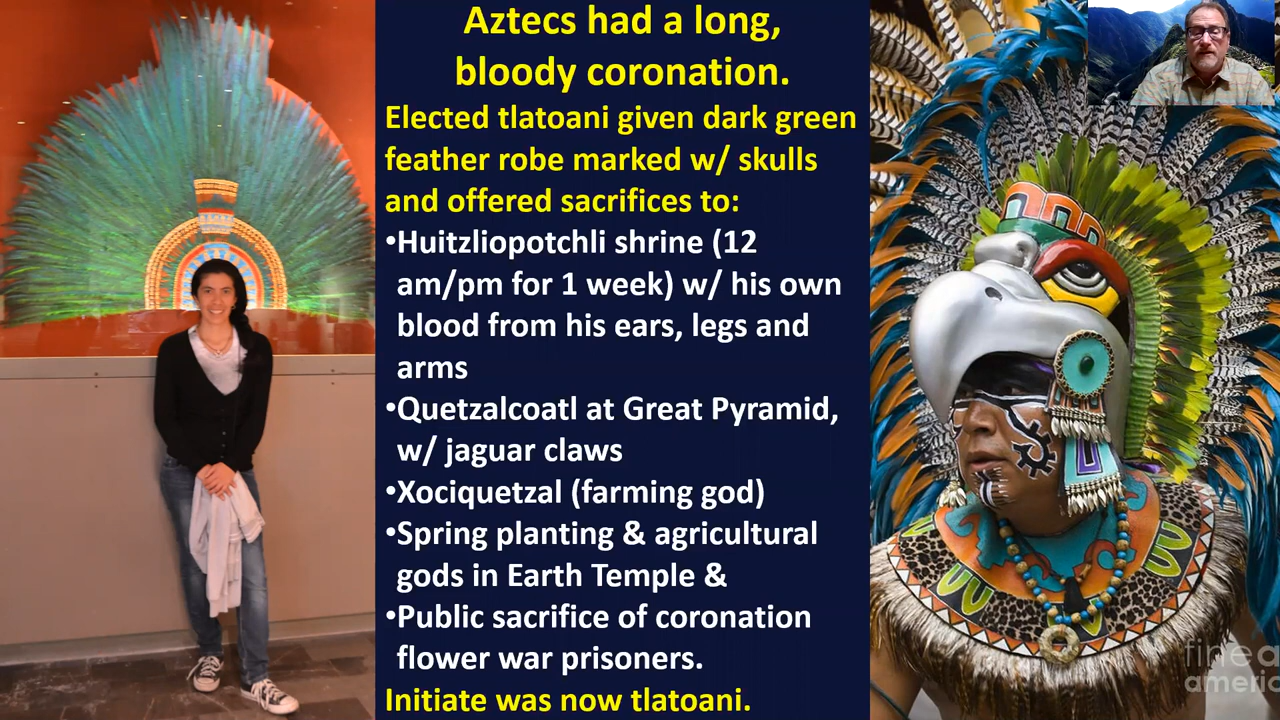 Aztecs had a long,
bloody coronation.
Elected tlatoani given dark green
feather robe marked w/ skulls
and offered sacrifices to:
•Huitzliopotchli shrine (12
am/pm for 1 week) w/ his own
blood from his ears, legs and
arms
•Quetzalcoatl at Great Pyramid,
w/ jaguar claws
•Xociquetzal (farming god)
•Spring planting & agricultural
gods in Earth Temple &
•Public sacrifice of coronation
flower war prisoners.
Initiate was now tlatoani.
fine a
americ